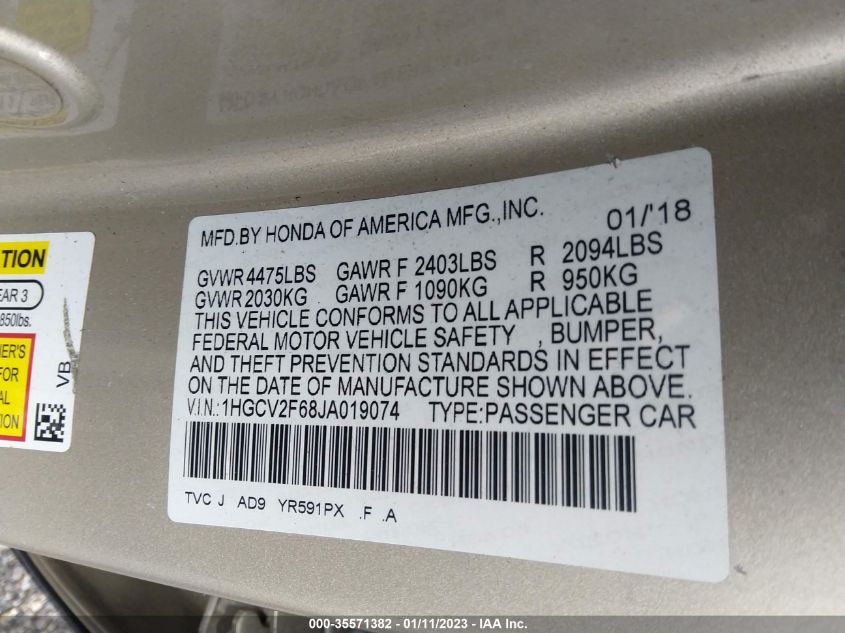 MFD.BY HONDA OF AMERICA MFG.,INC. 01/'18
GVWR 4475LBS GAWR F 2403LBS R 2094LBS
GVWR 2030KG GAWR F 1090KG R 950KG
THIS VEHICLE CONFORMS TO ALL APPLICABLE
FEDERAL MOTOR VEHICLE SAFETY , BUMPER,
AND THEFT PREVENTION STANDARDS IN EFFECT
ON THE DATE OF MANUFACTURE SHOWN ABOVE.
V.I.N.:1HGCV2F68JA019074 TYPE:PASSENGER CAR
TVC J AD9 YR591PX .F .A
TION
EAR 3
850lbs.
FOR
VB
000-35571382 - 01/11/2023 - IAA Inc.